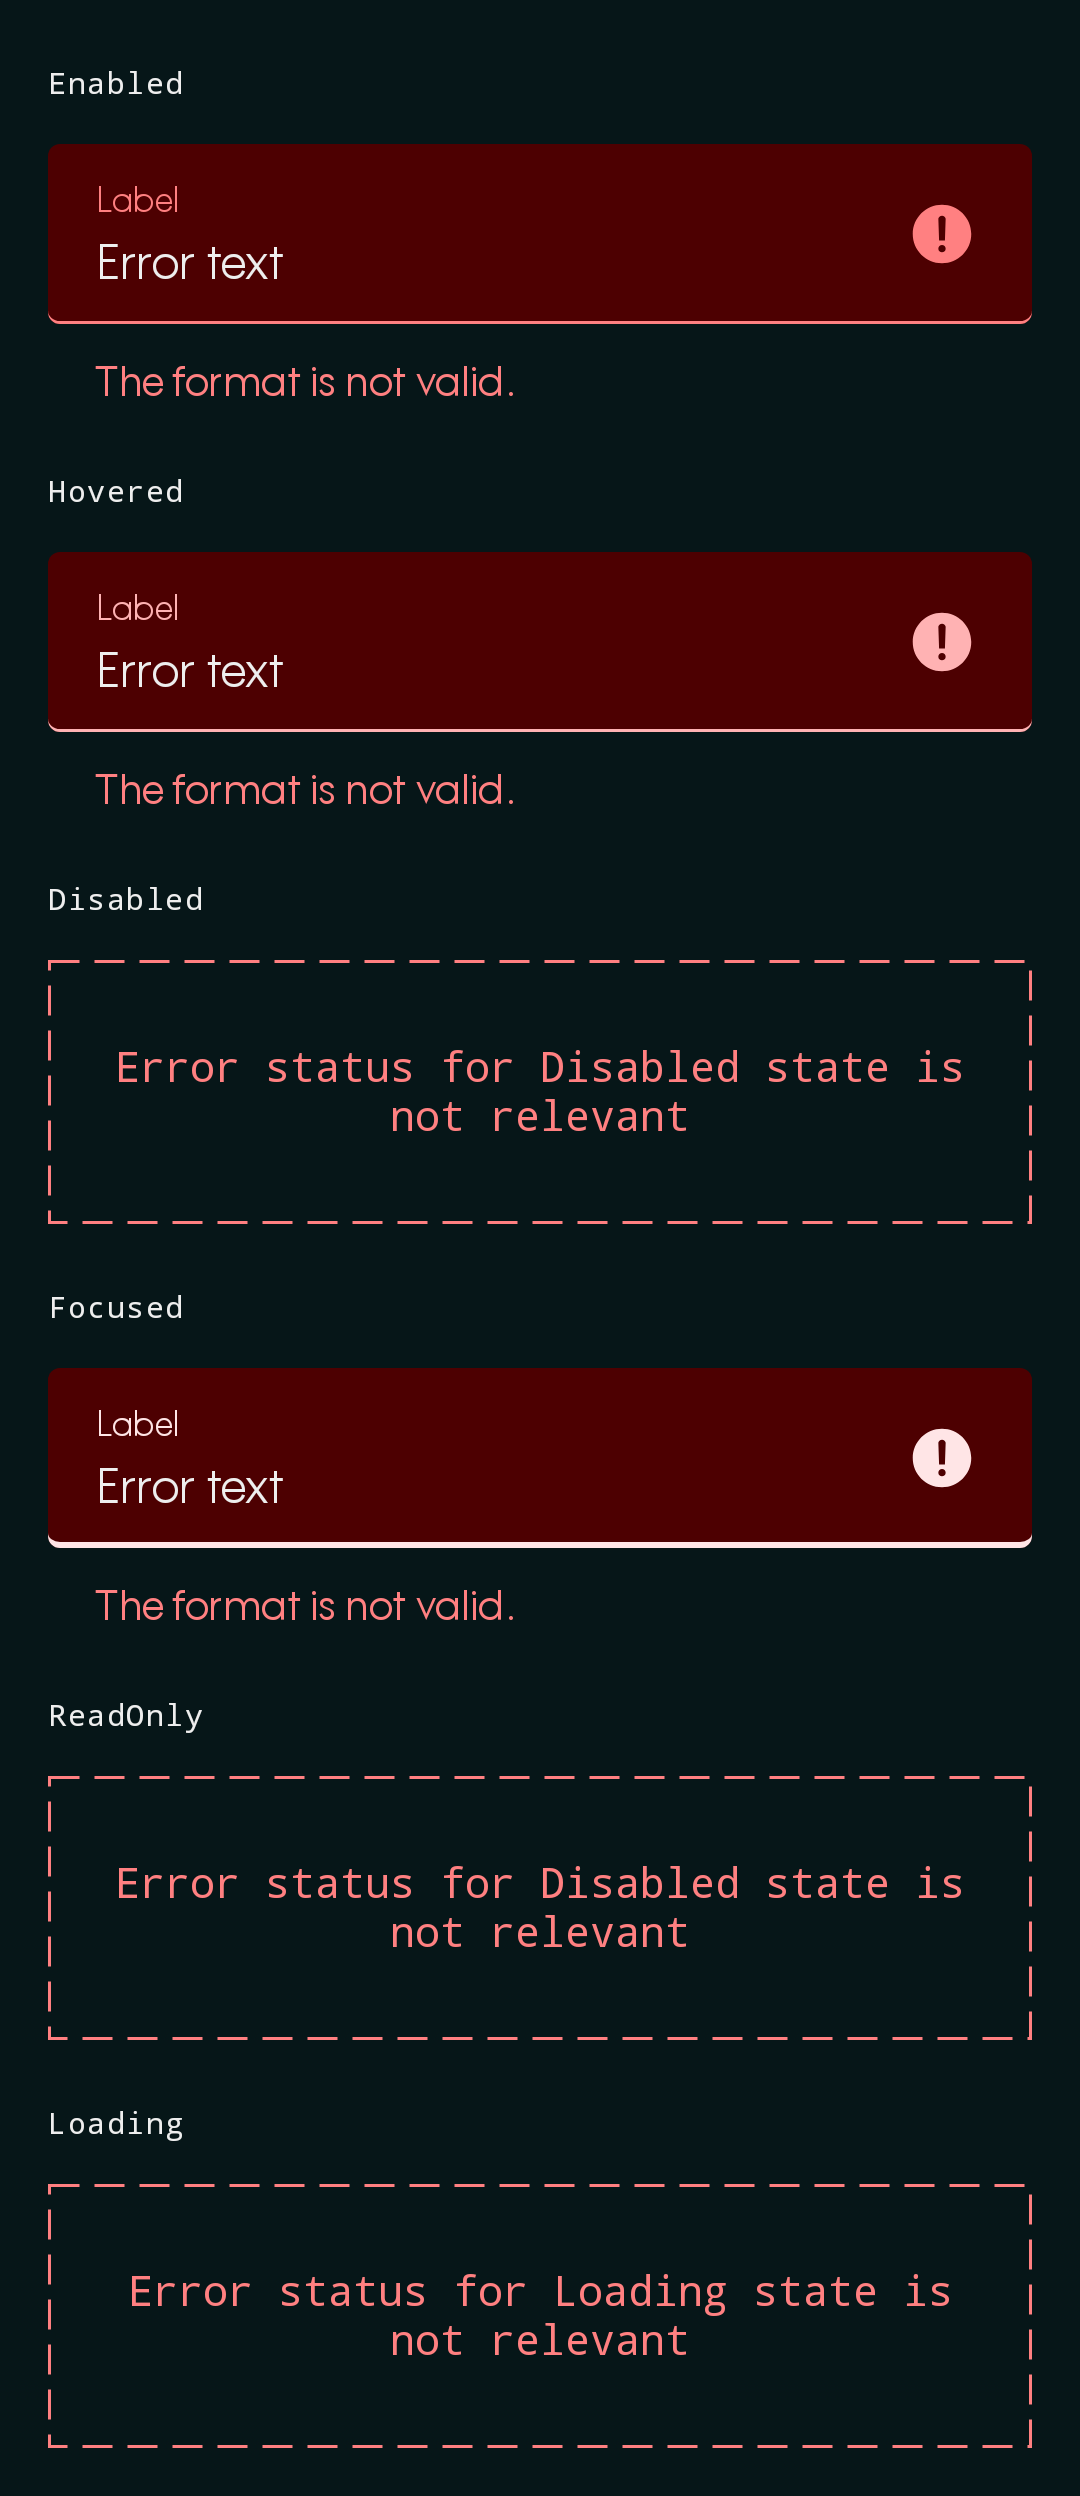 Enabled
Label
Error text
The format is not valid.
Hovered
Label
Error text
The format is not valid.
Disabled
Error status for Disabled state is
not relevant
Focused
Label
Error text
The format is not valid.
ReadOnly
Error status for Disabled state is
not relevant
Loading
Error status for Loading state is
not relevant